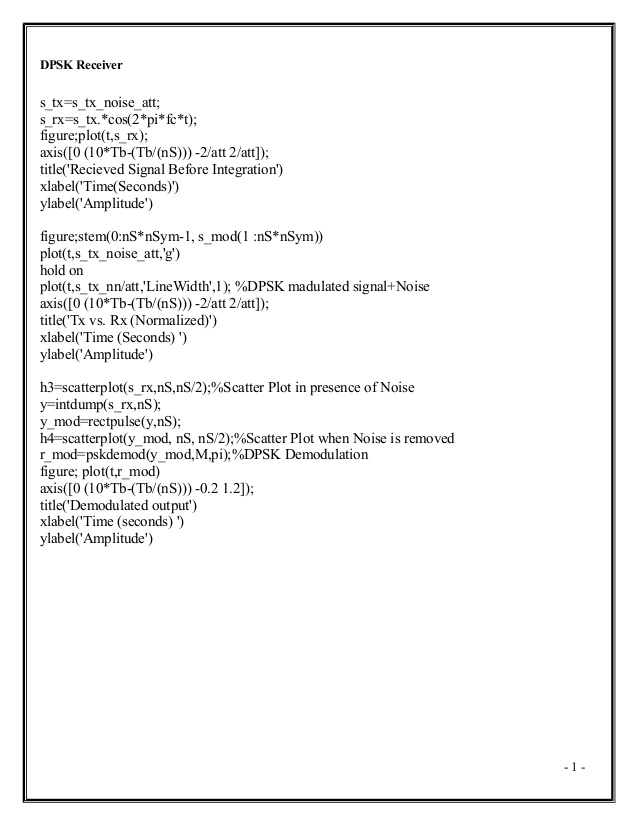 DPSK Receiver
s_tx=s_tx_noise_att;
s_rx=s_tx.*cos(2*pi*fc*t);
figure;plot(t,s_rx);
axis([0 (10*Tb-(Tb/(nS))) -2/att 2/att]);
title('Recieved Signal Before Integration')
xlabel('Time(Seconds)')
ylabel('Amplitude')
figure;stem(0:nS*nSym-1, s_mod(1 :nS*nSym))
plot(t,s_tx_noise_att,'g')
hold on
plot(t,s_tx_nn/att,'LineWidth',1); %DPSK madulated signal+Noise
axis([0 (10*Tb-(Tb/(nS))) -2/att 2/att]);
title('Tx vs. Rx (Normalized)')
xlabel('Time (Seconds) ')
ylabel('Amplitude')
h3=scatterplot(s_rx,nS,nS/2);%Scatter Plot in presence of Noise
y=intdump(s_rx,nS);
y_mod=rectpulse(y,nS);
h4=scatterplot(y_mod, nS, nS/2);%Scatter Plot when Noise is removed
r_mod=pskdemod(y_mod,M,pi);%DPSK Demodulation
figure; plot(t,r_mod)
axis([0 (10*Tb-(Tb/(nS))) -0.2 1.2]);
title('Demodulated output')
xlabel('Time (seconds) ')
ylabel('Amplitude')
- 1 -